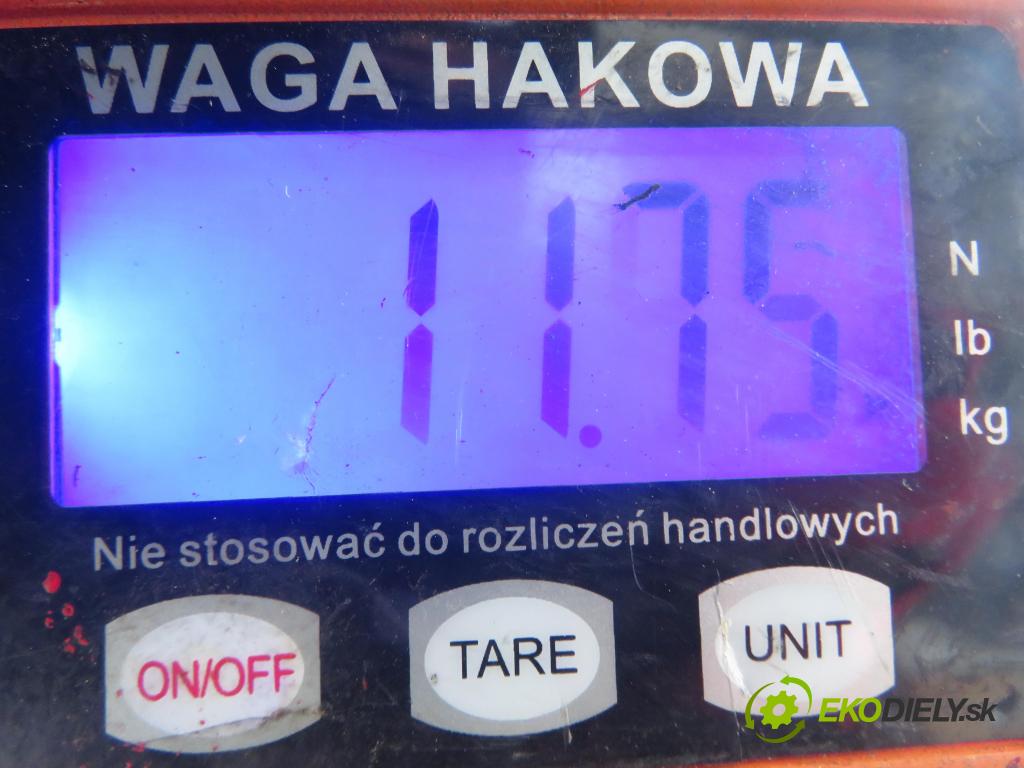 WAGA HAKOWA
11.75
N
lb
kg
Nie stosować do rozliczeń handlowych
ON/OFF
TARE
UNIT
EKODIELY.sk